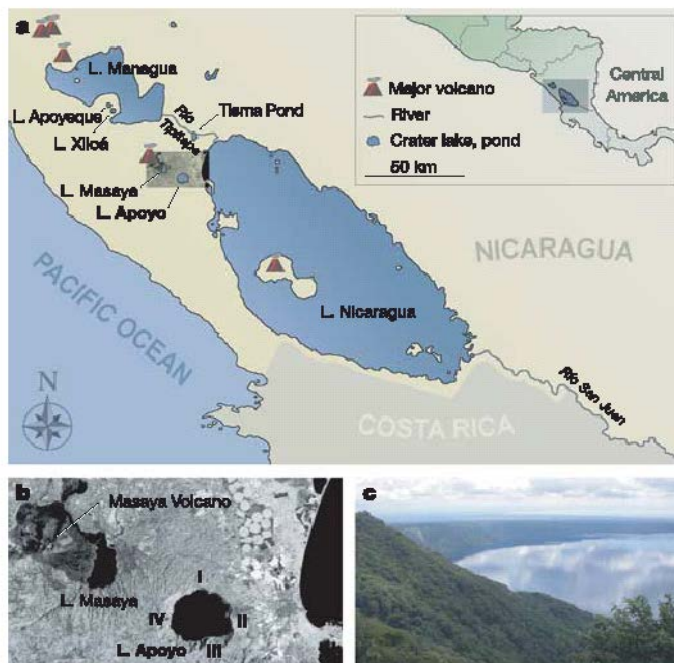 a
L. Managua
L. Apoyeque
L. Xiloá
Río
Tipitapa
Tisma Pond
L. Masaya
L. Apoyo
Major volcano
River
Crater lake, pond
50 km
Central
America
NICARAGUA
PACIFIC OCEAN
L. Nicaragua
N
COSTA RICA
Río San Juan
b
Masaya Volcano
L. Masaya
I
IV
II
L. Apoyo
III
c